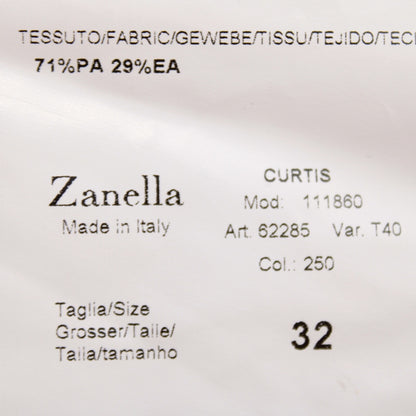 TESSUTO/FABRIC/GEWEBE/TISSU/TEJIDO/TECI
71%PA 29%EA
Zanella
Made in Italy
CURTIS
Mod: 111860
Art. 62285 Var. T40
Col.: 250
Taglia/Size
Grosser/Taile/
Talla/tamanho
32